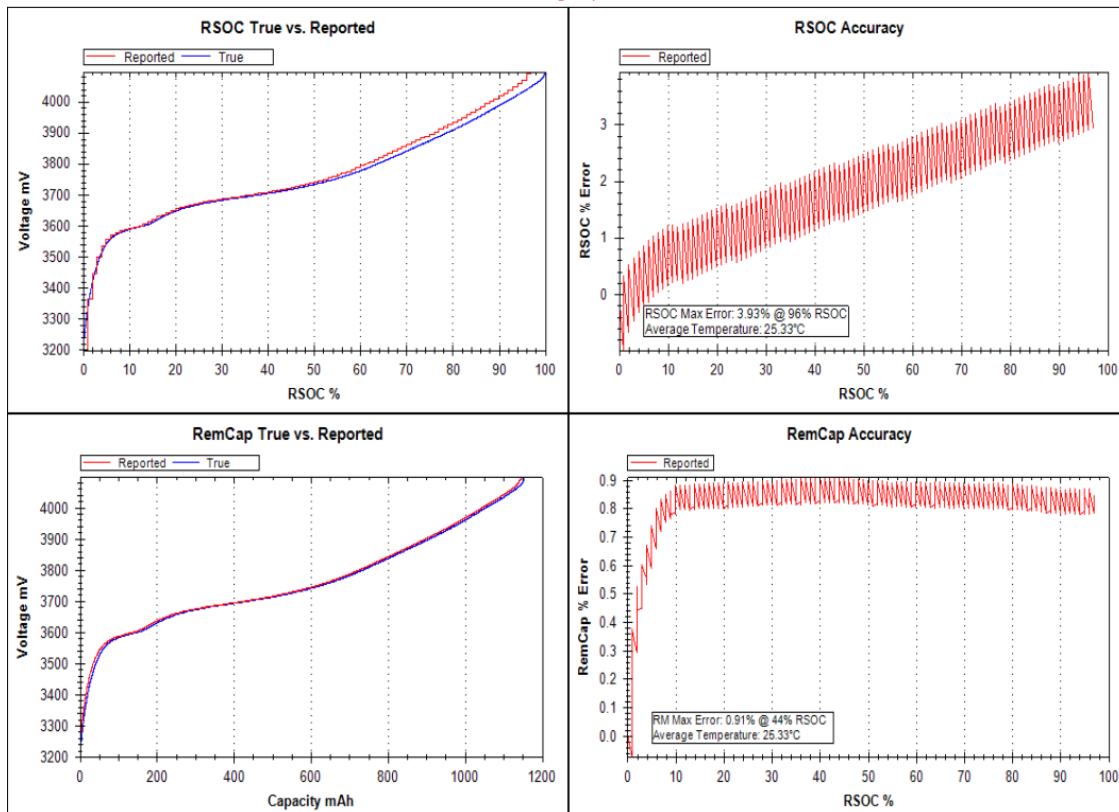 RSOC True vs. Reported
Reported True
4000
3900
3800
3700
3600
3500
3400
3300
3200
Voltage mV
0 10 20 30 40 50 60 70 80 90 100
RSOC %
RSOC Accuracy
Reported
3
2
1
0
RSOC % Error
RSOC Max Error: 3.93% @ 96% RSOC
Average Temperature: 25.33ºC
0 10 20 30 40 50 60 70 80 90 100
RSOC %
RemCap True vs. Reported
Reported True
4000
3900
3800
3700
3600
3500
3400
3300
3200
Voltage mV
0 200 400 600 800 1000 1200
Capacity mAh
RemCap Accuracy
Reported
0.9
0.8
0.7
0.6
0.5
0.4
0.3
0.2
0.1
0.0
RemCap % Error
RM Max Error: 0.91% @ 44% RSOC
Average Temperature: 25.33ºC
0 10 20 30 40 50 60 70 80 90 100
RSOC %